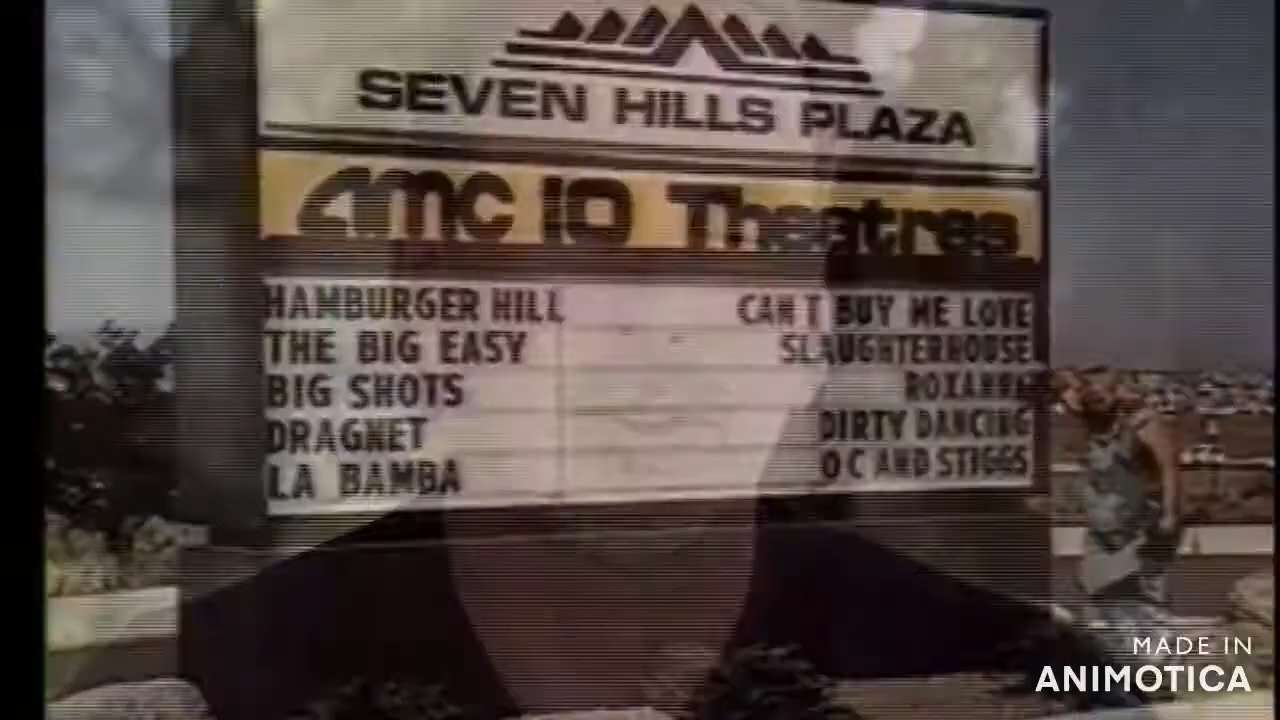 SEVEN HILLS PLAZA
amc 10 Theatres
HAMBURGER HILL
THE BIG EASY
BIG SHOTS
DRAGNET
LA BAMBA
CAN T BUY ME LOVE
SLAUGHTERHOUSE
ROXANNE
DIRTY DANCING
O C AND STIGGS
MADE IN
ANIMOTICA